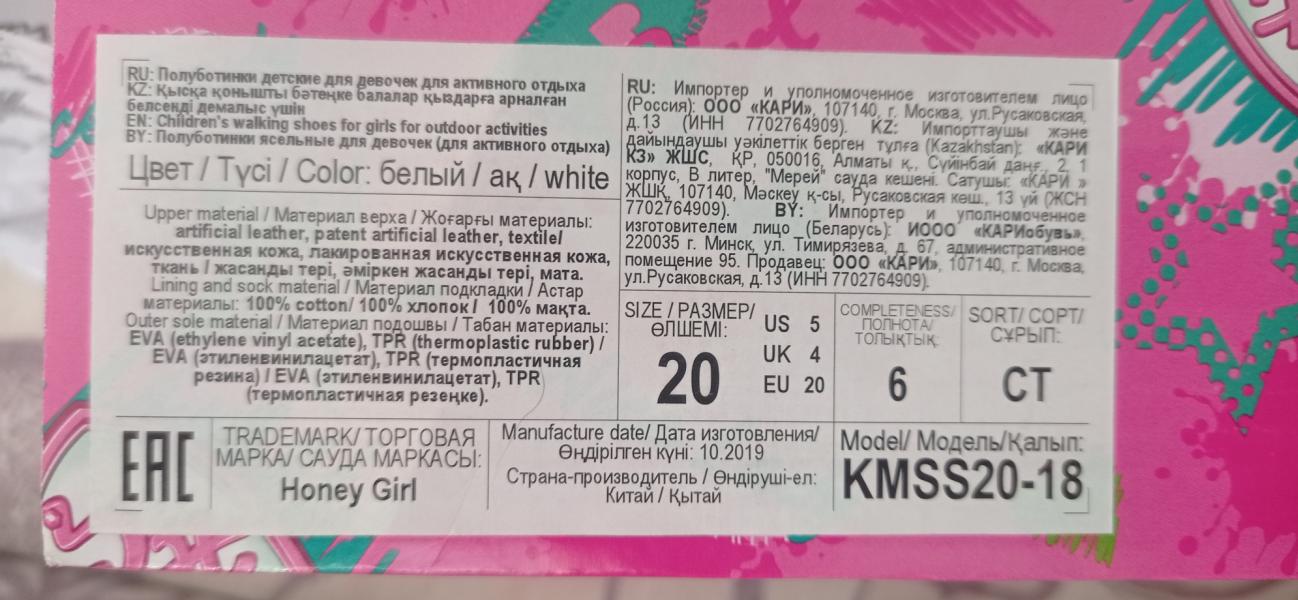 RU: Полуботинки детские для девочек для активного отдыха
KZ: Қысқа қонышты бәтеңке балалар қыздарға арналған
белсенді демалыс үшін
EN: Children's walking shoes for girls for outdoor activities
BY: Полуботинки ясельные для девочек (для активного отдыха)
Цвет / Түсі / Color: белый / ақ / white
Upper material / Материал верха / Жоғарғы материалы:
artificial leather, patent artificial leather, textile/
искусственная кожа, лакированная искусственная кожа,
ткань / жасанды тері, әміркен жасанды тері, мата.
Lining and sock material / Материал подкладки / Астар
материалы: 100% cotton/ 100% хлопок / 100% мақта.
Outer sole material / Материал подошвы / Табан материалы:
EVA (ethylene vinyl acetate), TPR (thermoplastic rubber) /
EVA (этиленвинилацетат), TPR (термопластичная
резина) / EVA (этиленвинилацетат), TPR
(термопластичная резеңке).
RU: Импортер и уполномоченное изготовителем лицо
(Россия): ООО «КАРИ», 107140, г. Москва, ул.Русаковская,
д.13 (ИНН 7702764909). KZ: Импорттаушы және
дайындаушы уәкілеттік берген тұлға (Kazakhstan): «КАРИ
КЗ» ЖШС, ҚР, 050016, Алматы қ., Сүйінбай даңғ., 2, 1
корпус, В литер, "Мерей" сауда кешені. Сатушы: «КАРИ »
ЖШҚ, 107140, Мәскеу қ-сы, Русаковская көш., 13 үй (ЖСН
7702764909). BY: Импортер и уполномоченное
изготовителем лицо (Беларусь): ИООО «КАРИобувь»,
220035 г. Минск, ул. Тимирязева, д. 67, административное
помещение 95. Продавец: ООО «КАРИ», 107140, г. Москва,
ул.Русаковская, д.13 (ИНН 7702764909).
SIZE / РАЗМЕР/
ӨЛШЕМІ:
20
US 5
UK 4
EU 20
COMPLETENESS/
ПОЛНОТА/
ТОЛЫҚТЫҚ:
6
SORT/ СОРТ/
СҰРЫП:
СТ
EAC
TRADEMARK/ ТОРГОВАЯ
МАРКА/ САУДА МАРКАСЫ:
Honey Girl
Manufacture date/ Дата изготовления/
Өндірілген күні: 10.2019
Страна-производитель / Өндіруші-ел:
Китай / Қытай
Model/ Модель/Қалып:
KMSS20-18